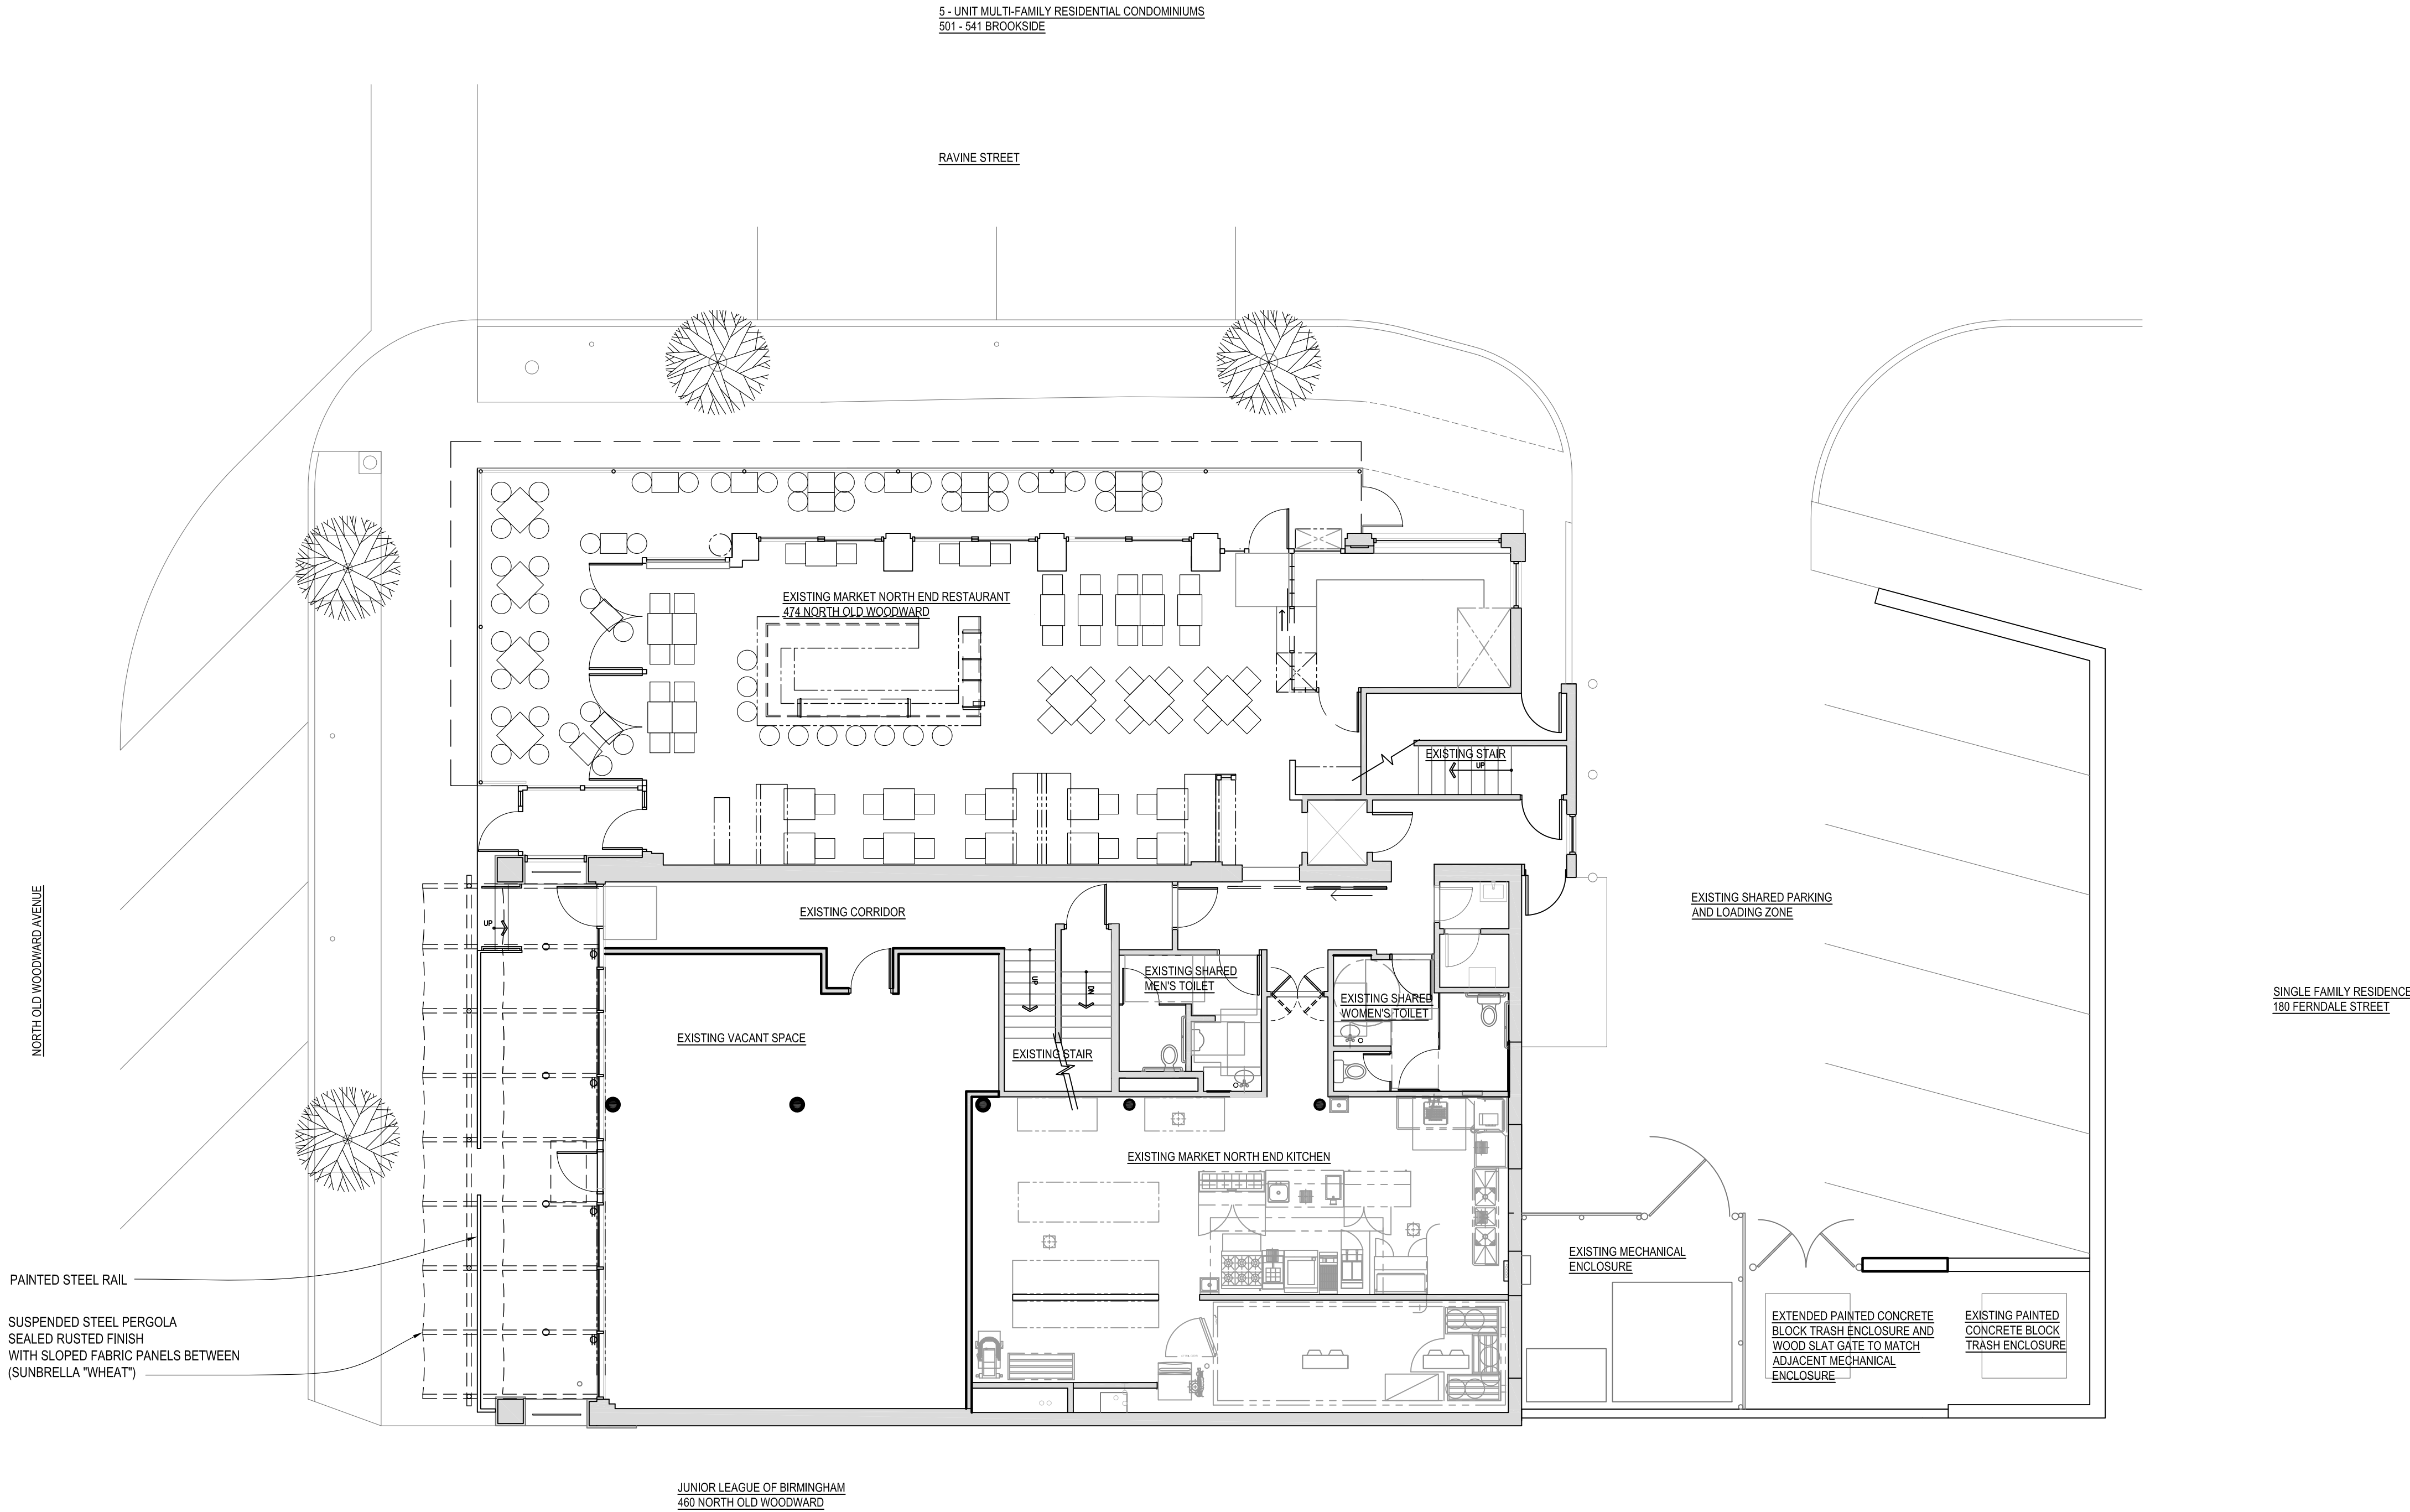 5 - UNIT MULTI-FAMILY RESIDENTIAL CONDOMINIUMS
501 - 541 BROOKSIDE
RAVINE STREET
EXISTING MARKET NORTH END RESTAURANT
474 NORTH OLD WOODWARD
EXISTING STAIR
UP
NORTH OLD WOODWARD AVENUE
UP
EXISTING CORRIDOR
EXISTING SHARED PARKING
AND LOADING ZONE
EXISTING SHARED
MEN'S TOILET
UP
DN
EXISTING SHARED
WOMEN'S TOILET
SINGLE FAMILY RESIDENCE
180 FERNDALE STREET
EXISTING VACANT SPACE
EXISTING STAIR
EXISTING MARKET NORTH END KITCHEN
EXISTING MECHANICAL
ENCLOSURE
PAINTED STEEL RAIL
SUSPENDED STEEL PERGOLA
SEALED RUSTED FINISH
WITH SLOPED FABRIC PANELS BETWEEN
(SUNBRELLA "WHEAT")
EXTENDED PAINTED CONCRETE
BLOCK TRASH ENCLOSURE AND
WOOD SLAT GATE TO MATCH
ADJACENT MECHANICAL
ENCLOSURE
EXISTING PAINTED
CONCRETE BLOCK
TRASH ENCLOSURE
JUNIOR LEAGUE OF BIRMINGHAM
460 NORTH OLD WOODWARD